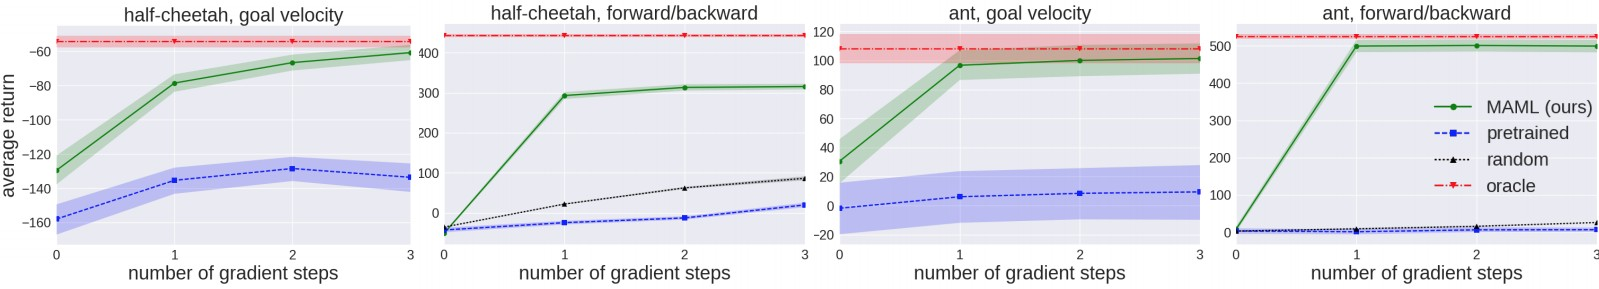 half-cheetah, goal velocity
average return
−60
−80
−100
−120
−140
−160
0 1 2 3
number of gradient steps
half-cheetah, forward/backward
400
300
200
100
0
0 1 2 3
number of gradient steps
ant, goal velocity
120
100
80
60
40
20
0
−20
0 1 2 3
number of gradient steps
ant, forward/backward
500
400
300
200
100
0
0 1 2 3
number of gradient steps
MAML (ours)
pretrained
random
oracle